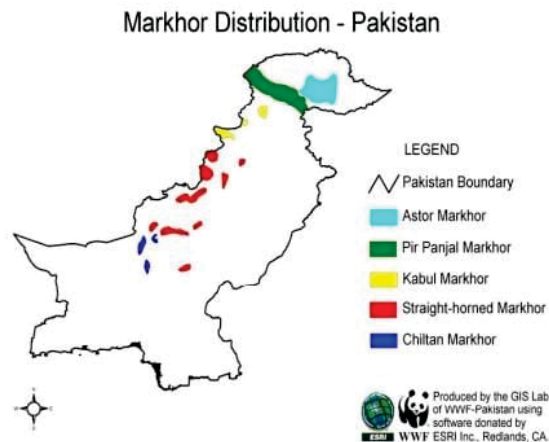 Markhor Distribution - Pakistan
LEGEND
Pakistan Boundary
Astor Markhor
Pir Panjal Markhor
Kabul Markhor
Straight-horned Markhor
Chiltan Markhor
Produced by the GIS Lab
of WWF-Pakistan using
software donated by
ESRI Inc., Redlands, CA.
ESRI
WWF